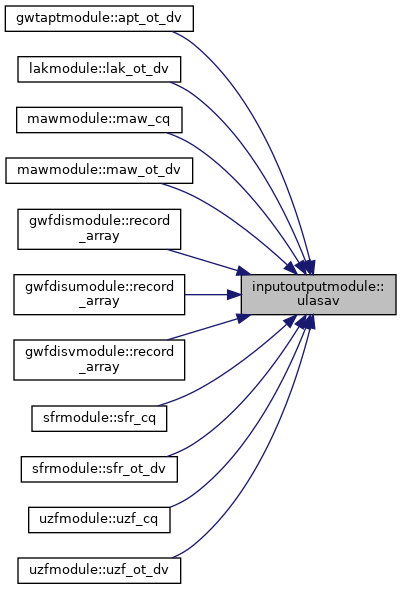 gwtaptmodule::apt_ot_dv
lakmodule::lak_ot_dv
mawmodule::maw_cq
mawmodule::maw_ot_dv
gwfdismodule::record
_array
gwfdisumodule::record
_array
inputoutputmodule::
ulasav
gwfdisvmodule::record
_array
sfrmodule::sfr_cq
sfrmodule::sfr_ot_dv
uzfmodule::uzf_cq
uzfmodule::uzf_ot_dv